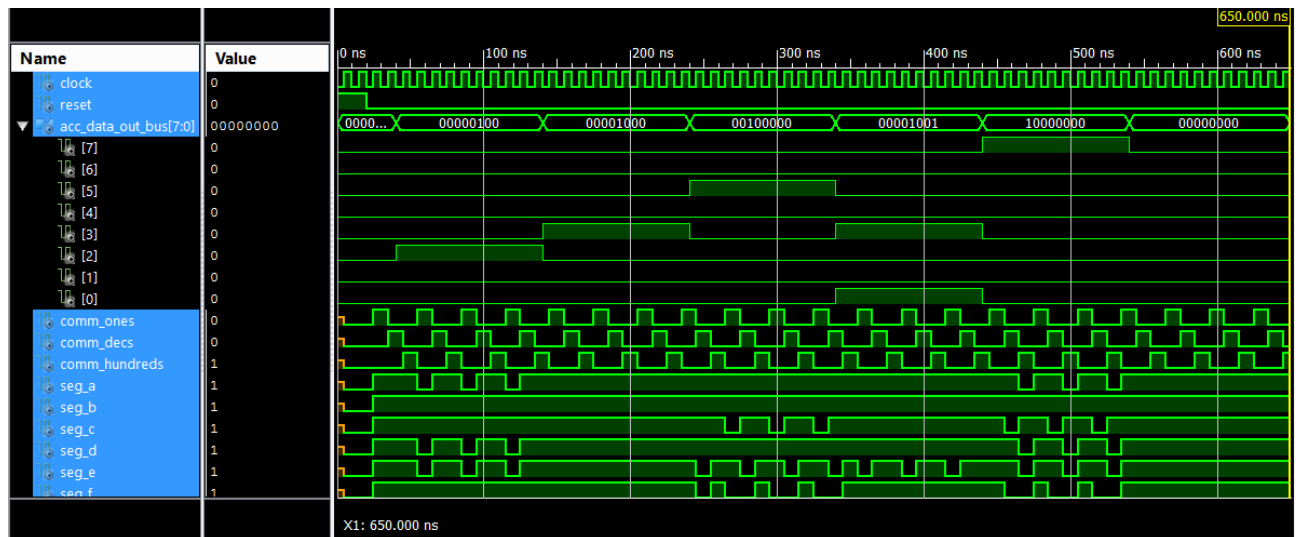 650.000 ns
Name Value 0 ns 100 ns 200 ns 300 ns 400 ns 500 ns 600 ns
clock 0
reset 0
acc_data_out_bus[7:0] 00000000 0000... 00000100 00001000 00100000 00001001 10000000 00000000
[7] 0
[6] 0
[5] 0
[4] 0
[3] 0
[2] 0
[1] 0
[0] 0
comm_ones 0
comm_decs 0
comm_hundreds 1
seg_a 1
seg_b 1
seg_c 1
seg_d 1
seg_e 1
seg_f 1
X1: 650.000 ns